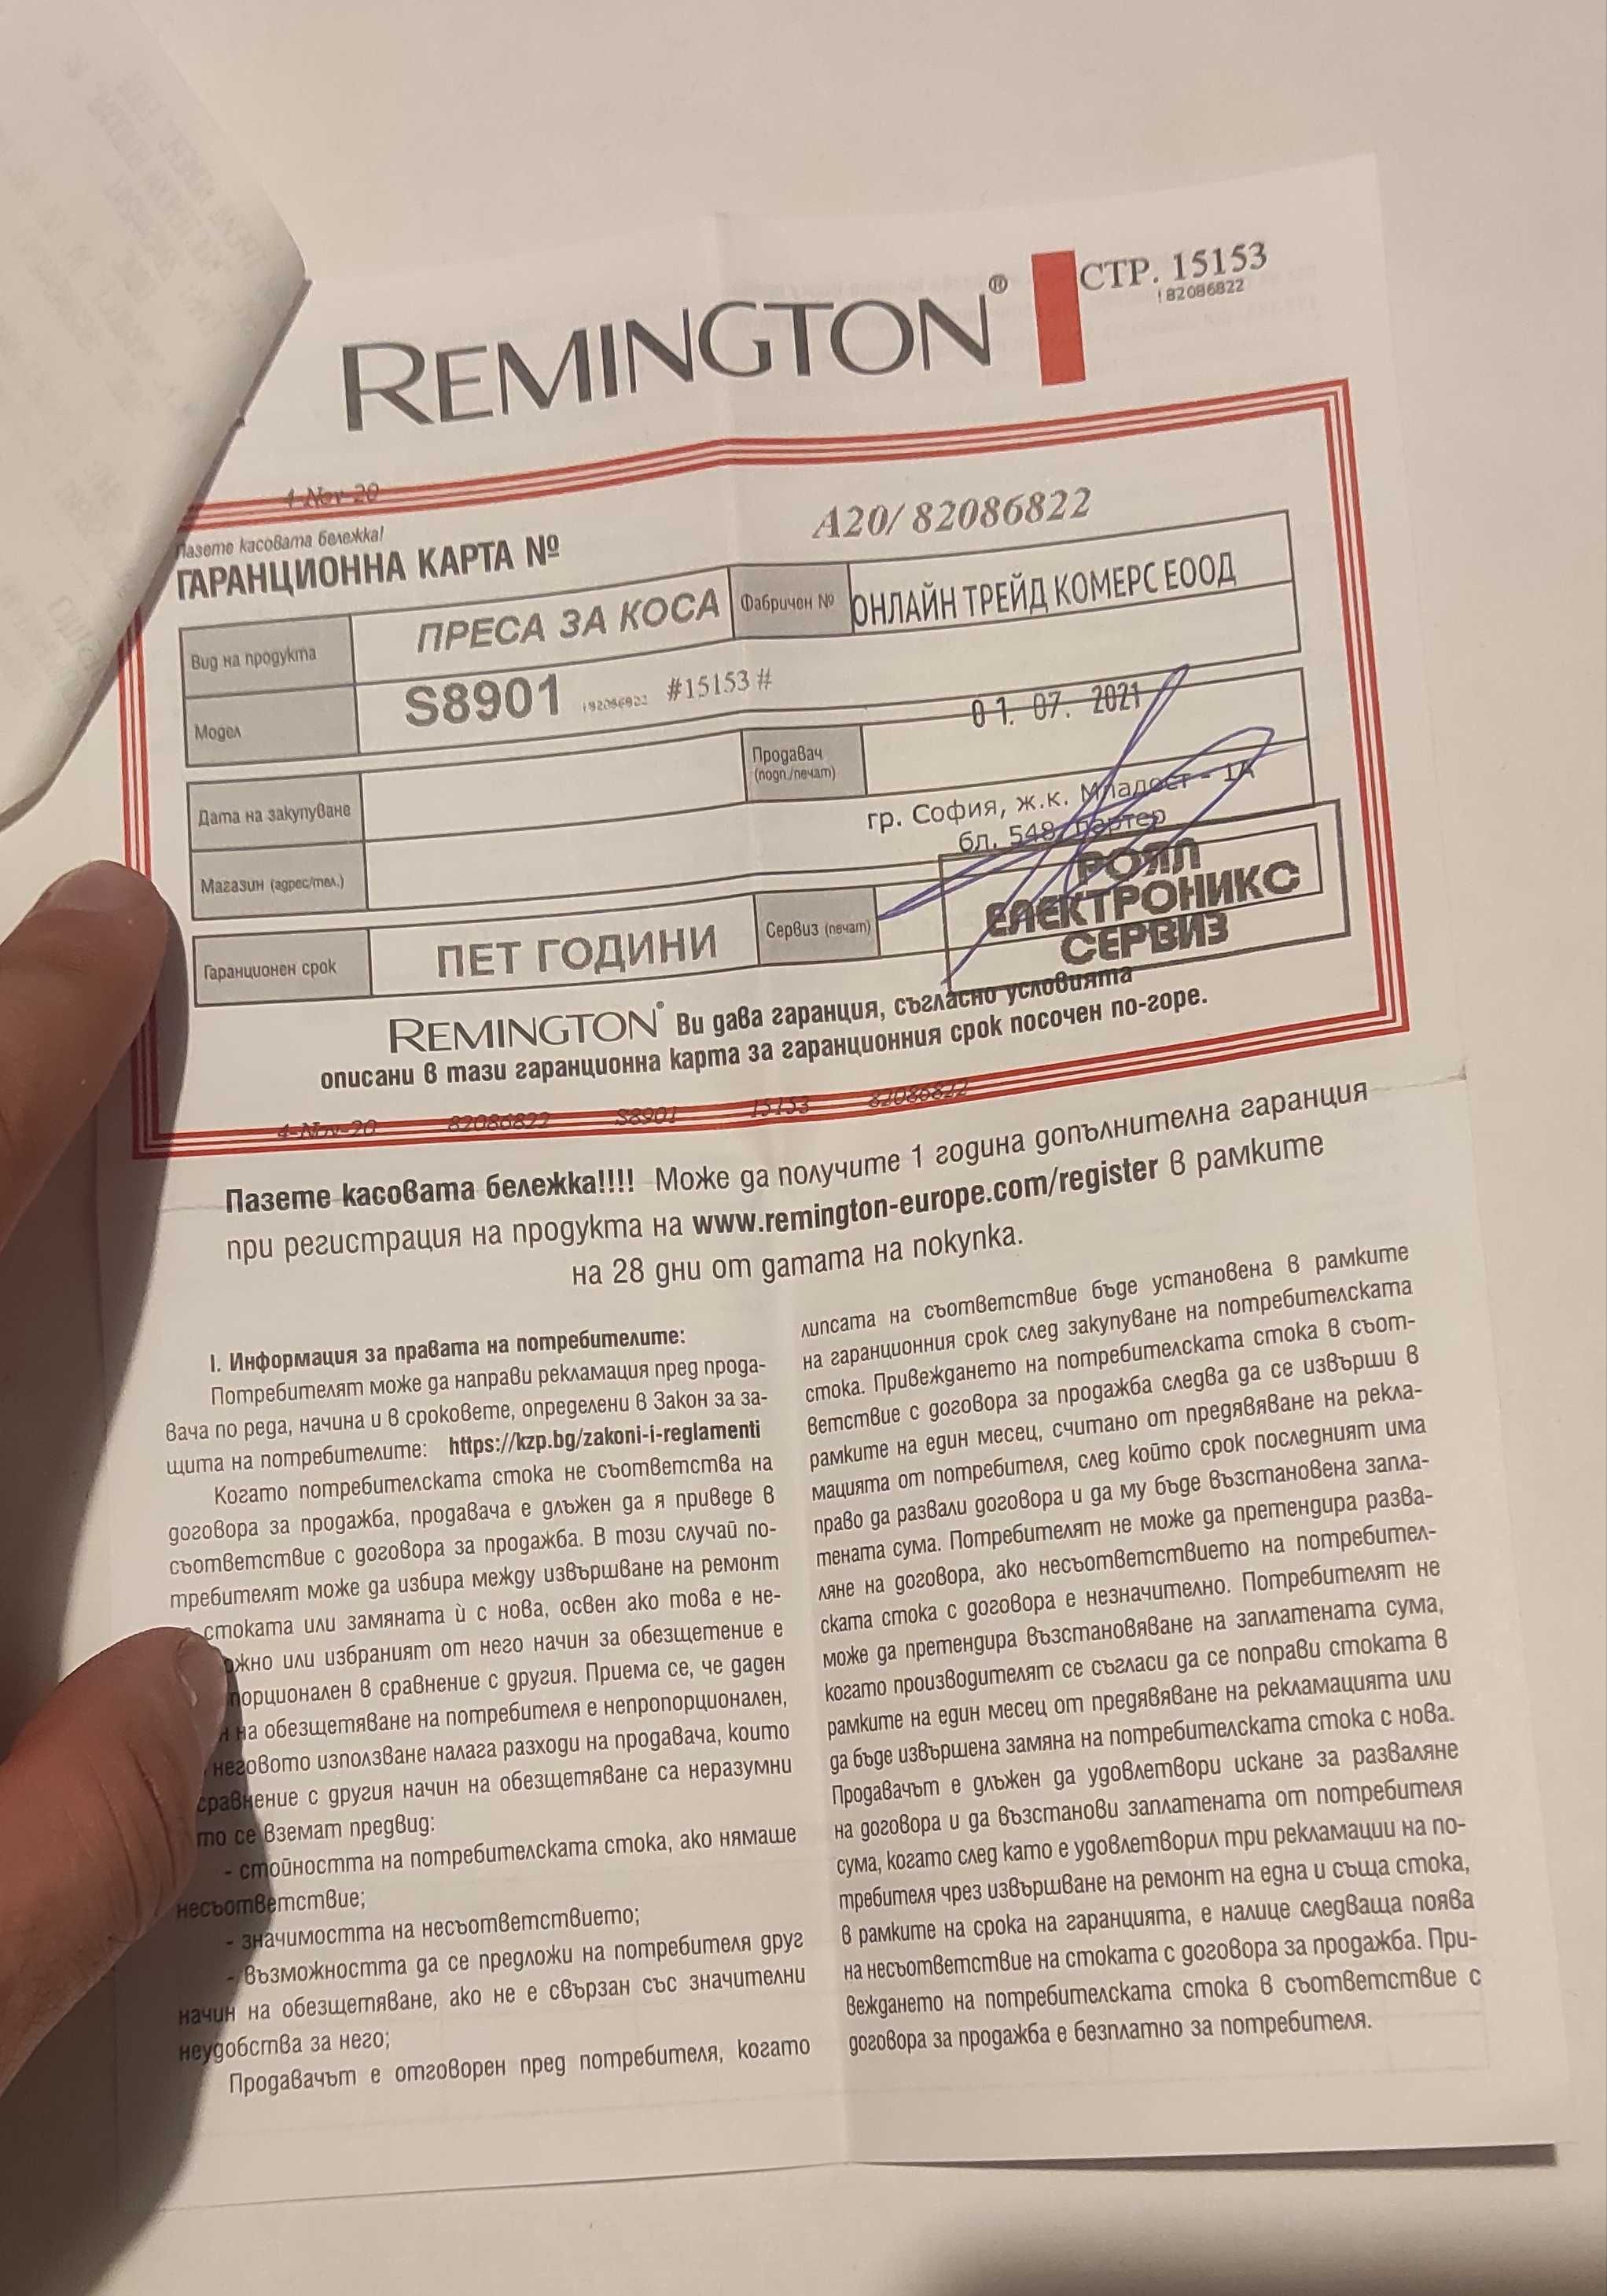 REMINGTON®
СТР. 15153
182086822
4-Nov-20
Пазете касовата бележка!
ГАРАНЦИОННА КАРТА №
A20/ 82086822
Вид на продукта
ПРЕСА ЗА КОСА
Фабричен №
ОНЛАЙН ТРЕЙД КОМЕРС ЕООД
Модел
S8901
#15153 #
Дата на закупуване
Продавач
(подп./печат)
01. 07. 2021
гр. София, ж.к. Младост - 1А
бл. 548, партер
Магазин (адрес/тел.)
Гаранционен срок
ПЕТ ГОДИНИ
Сервиз (печат)
РОЯЛ
ЕЛЕКТРОНИКС
СЕРВИЗ
REMINGTON® Ви дава гаранция, съгласно условията
описани в тази гаранционна карта за гаранционния срок посочен по-горе.
4-Nov-20 82086822 S8901 15153 82086822
Пазете касовата бележка!!!! Може да получите 1 година допълнителна гаранция
при регистрация на продукта на www.remington-europe.com/register в рамките
на 28 дни от датата на покупка.
I. Информация за правата на потребителите:
Потребителят може да направи рекламация пред прода-
вача по реда, начина и в сроковете, определени в Закон за за-
щита на потребителите: https://kzp.bg/zakoni-i-reglamenti
Когато потребителската стока не съответства на
договора за продажба, продавача е длъжен да я приведе в
съответствие с договора за продажба. В този случай по-
требителят може да избира между извършване на ремонт
стоката или замяната ѝ с нова, освен ако това е не-
ожно или избраният от него начин за обезщетение е
порционален в сравнение с другия. Приема се, че даден
на обезщетяване на потребителя е непропорционален,
неговото използване налага разходи на продавача, които
сравнение с другия начин на обезщетяване са неразумни
то се вземат предвид:
- стойността на потребителската стока, ако нямаше
несъответствие;
- значимостта на несъответствието;
- възможността да се предложи на потребителя друг
начин на обезщетяване, ако не е свързан със значителни
неудобства за него;
Продавачът е отговорен пред потребителя, когато
липсата на съответствие бъде установена в рамките
на гаранционния срок след закупуване на потребителската
стока. Привеждането на потребителската стока в съот-
ветствие с договора за продажба следва да се извърши в
рамките на един месец, считано от предявяване на рекла-
мацията от потребителя, след който срок последният има
право да развали договора и да му бъде възстановена запла-
тената сума. Потребителят не може да претендира разва-
ляне на договора, ако несъответствието на потребител-
ската стока с договора е незначително. Потребителят не
може да претендира възстановяване на заплатената сума,
когато производителят се съгласи да се поправи стоката в
рамките на един месец от предявяване на рекламацията или
да бъде извършена замяна на потребителската стока с нова.
Продавачът е длъжен да удовлетвори искане за разваляне
на договора и да възстанови заплатената от потребителя
сума, когато след като е удовлетворил три рекламации на по-
требителя чрез извършване на ремонт на една и съща стока,
в рамките на срока на гаранцията, е налице следваща поява
на несъответствие на стоката с договора за продажба. При-
веждането на потребителската стока в съответствие с
договора за продажба е безплатно за потребителя.